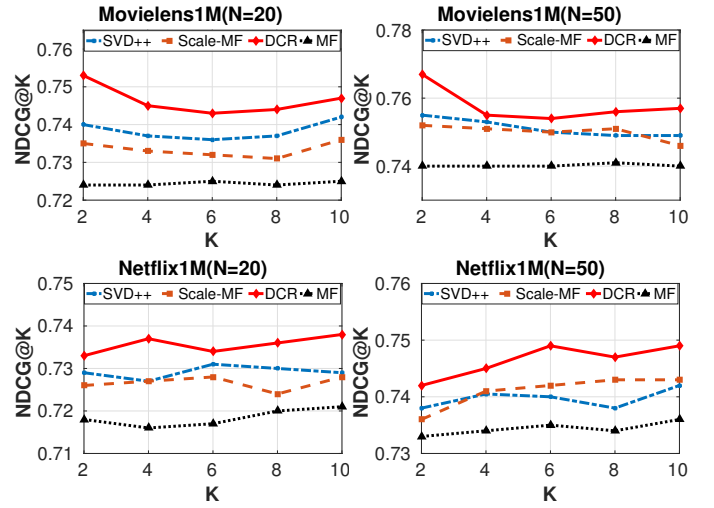 Movielens1M(N=20)
SVD++ Scale-MF DCR MF
NDCG@K
0.76
0.75
0.74
0.73
0.72
2 4 6 8 10
K
Movielens1M(N=50)
SVD++ Scale-MF DCR MF
NDCG@K
0.78
0.76
0.74
2 4 6 8 10
K
Netflix1M(N=20)
SVD++ Scale-MF DCR MF
NDCG@K
0.75
0.74
0.73
0.72
0.71
2 4 6 8 10
K
Netflix1M(N=50)
SVD++ Scale-MF DCR MF
NDCG@K
0.76
0.75
0.74
0.73
2 4 6 8 10
K